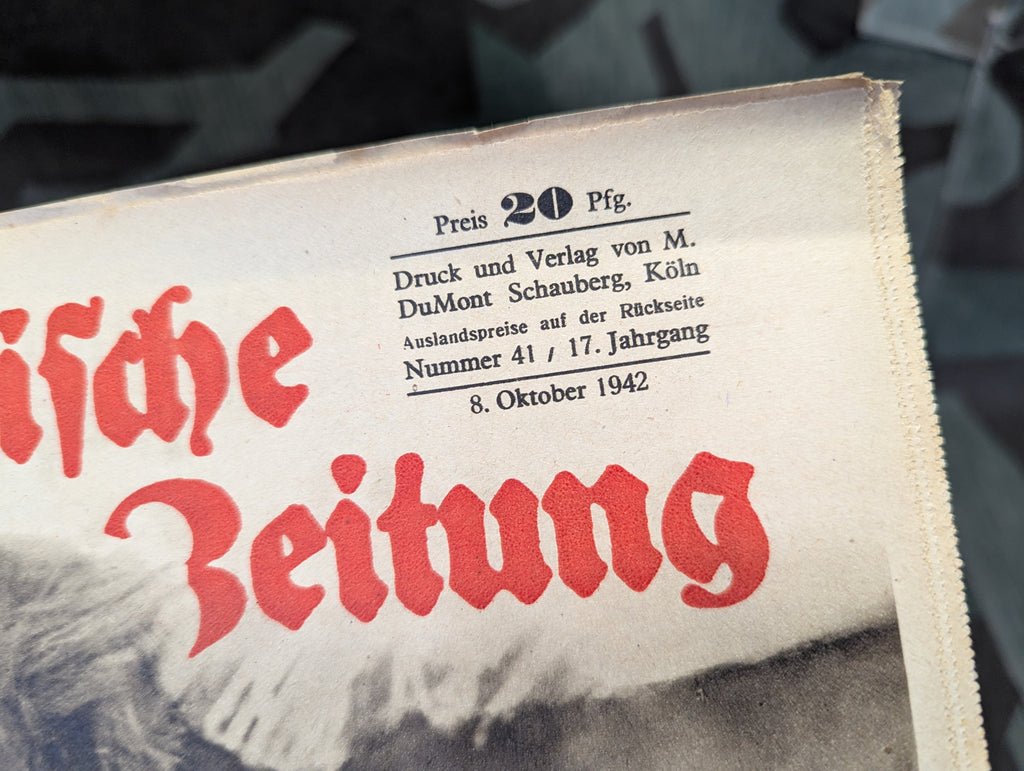 Preis 20 Pfg.
Druck und Verlag von M.
DuMont Schauberg, Köln
Auslandspreise auf der Rückseite
Nummer 41 / 17. Jahrgang
8. Oktober 1942
ische
Zeitung